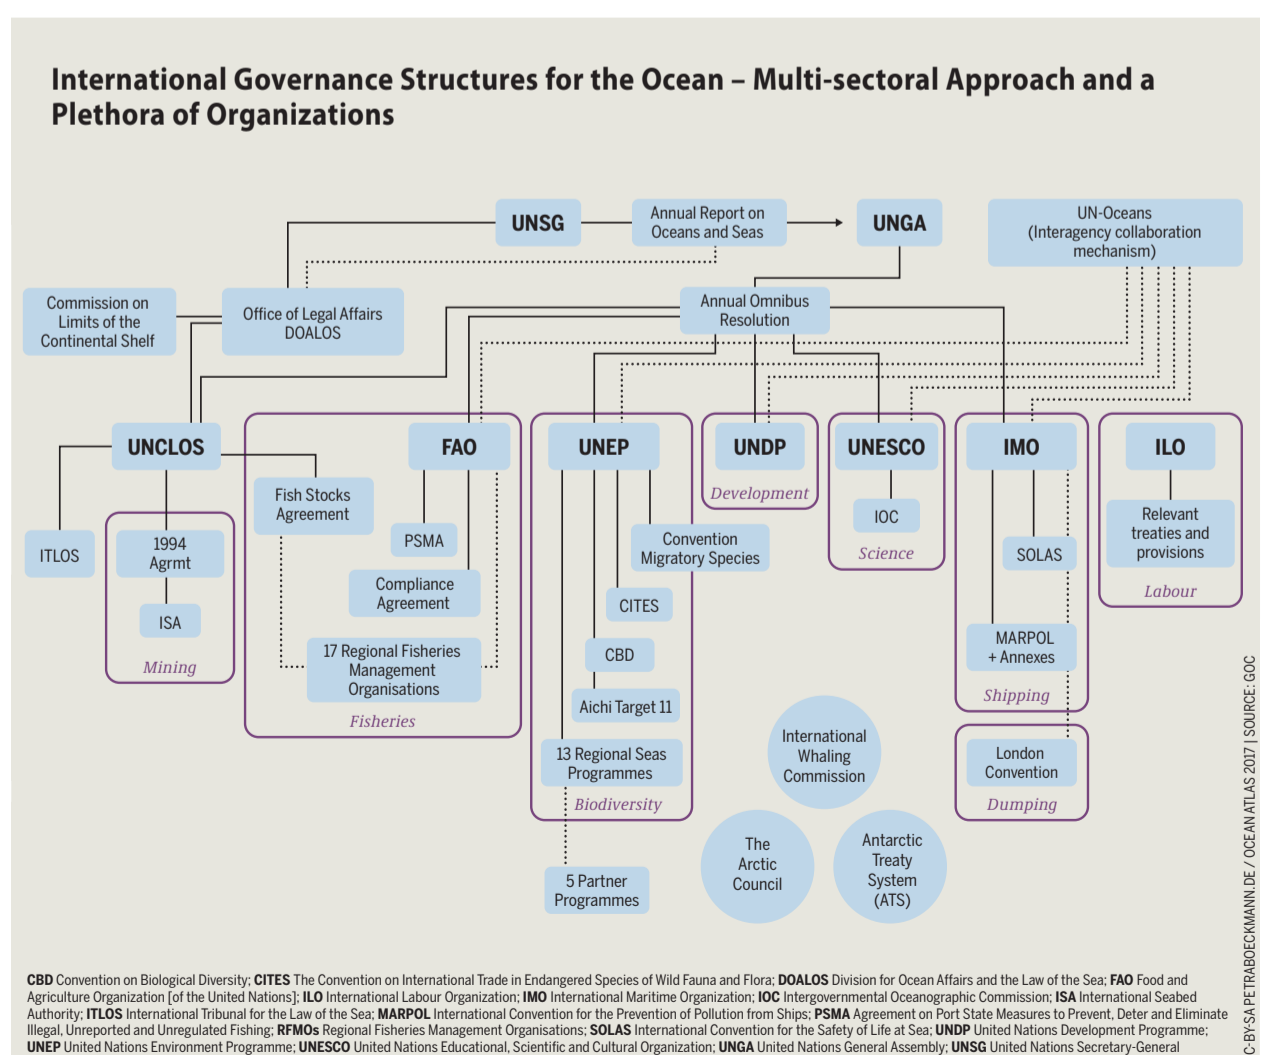 International Governance Structures for the Ocean – Multi-sectoral Approach and a
Plethora of Organizations
UNSG
Annual Report on
Oceans and Seas
UNGA
UN-Oceans
(Interagency collaboration
mechanism)
Commission on
Limits of the
Continental Shelf
Office of Legal Affairs
DOALOS
Annual Omnibus
Resolution
UNCLOS
FAO
UNEP
UNDP
UNESCO
IMO
ILO
Development
Fish Stocks
Agreement
IOC
Relevant
treaties and
provisions
ITLOS
1994
Agrmt
PSMA
Convention
Migratory Species
Science
SOLAS
Compliance
Agreement
CITES
Labour
ISA
MARPOL
+ Annexes
Mining
17 Regional Fisheries
Management
Organisations
CBD
Aichi Target 11
Shipping
Fisheries
13 Regional Seas
Programmes
International
Whaling
Commission
London
Convention
Biodiversity
Dumping
The
Arctic
Council
Antarctic
Treaty
System
(ATS)
5 Partner
Programmes
CBD Convention on Biological Diversity; CITES The Convention on International Trade in Endangered Species of Wild Fauna and Flora; DOALOS Division for Ocean Affairs and the Law of the Sea; FAO Food and
Agriculture Organization [of the United Nations]; ILO International Labour Organization; IMO International Maritime Organization; IOC Intergovernmental Oceanographic Commission; ISA International Seabed
Authority; ITLOS International Tribunal for the Law of the Sea; MARPOL International Convention for the Prevention of Pollution from Ships; PSMA Agreement on Port State Measures to Prevent, Deter and Eliminate
Illegal, Unreported and Unregulated Fishing; RFMOs Regional Fisheries Management Organisations; SOLAS International Convention for the Safety of Life at Sea; UNDP United Nations Development Programme;
UNEP United Nations Environment Programme; UNESCO United Nations Educational, Scientific and Cultural Organization; UNGA United Nations General Assembly; UNSG United Nations Secretary-General
C-BY-SA PETRABOECKMANN.DE / OCEAN ATLAS 2017 | SOURCE: GOC